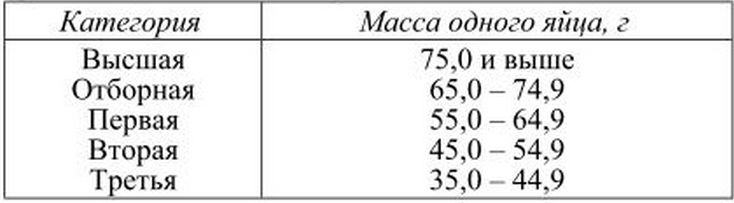 Категория Масса одного яйца, г
Высшая 75,0 и выше
Отборная 65,0 – 74,9
Первая 55,0 – 64,9
Вторая 45,0 – 54,9
Третья 35,0 – 44,9